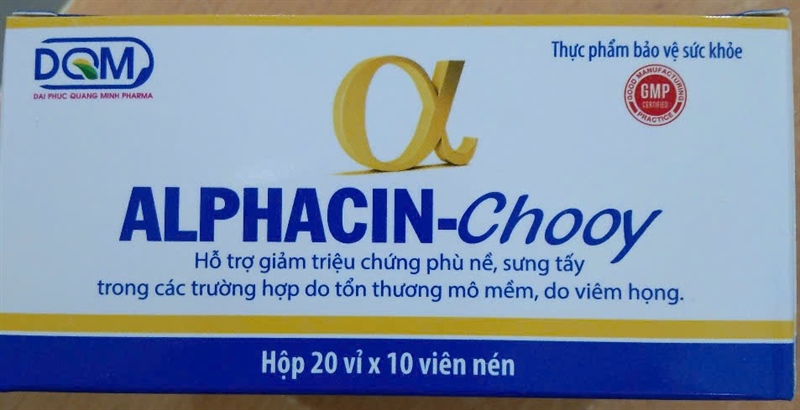 DQM
DAI PHUC QUANG MINH PHARMA
Thực phẩm bảo vệ sức khỏe
GOOD MANUFACTURING
GMP
CERTIFIED
PRACTICE
α
ALPHACIN-Chooy
Hỗ trợ giảm triệu chứng phù nề, sưng tấy
trong các trường hợp do tổn thương mô mềm, do viêm họng.
Hộp 20 vỉ x 10 viên nén